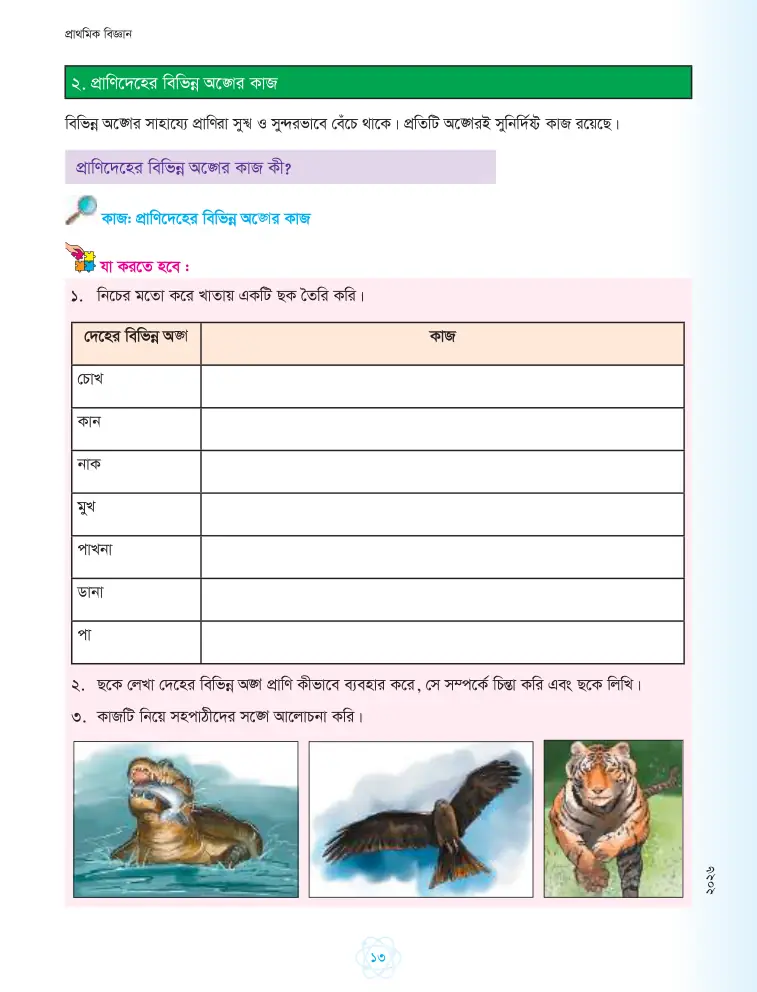 প্রাথমিক বিজ্ঞান
২. প্রাণিদেহের বিভিন্ন অঙ্গের কাজ
বিভিন্ন অঙ্গের সাহায্যে প্রাণিরা সুস্থ ও সুন্দরভাবে বেঁচে থাকে। প্রতিটি অঙ্গেরই সুনির্দিষ্ট কাজ রয়েছে।
প্রাণিদেহের বিভিন্ন অঙ্গের কাজ কী?
কাজ: প্রাণিদেহের বিভিন্ন অঙ্গের কাজ
যা করতে হবে :
১. নিচের মতো করে খাতায় একটি ছক তৈরি করি।
দেহের বিভিন্ন অঙ্গ কাজ
চোখ
কান
নাক
মুখ
পাখনা
ডানা
পা
২. ছকে লেখা দেহের বিভিন্ন অঙ্গ প্রাণি কীভাবে ব্যবহার করে, সে সম্পর্কে চিন্তা করি এবং ছকে লিখি।
৩. কাজটি নিয়ে সহপাঠীদের সঙ্গে আলোচনা করি।
২০২৬
১৩